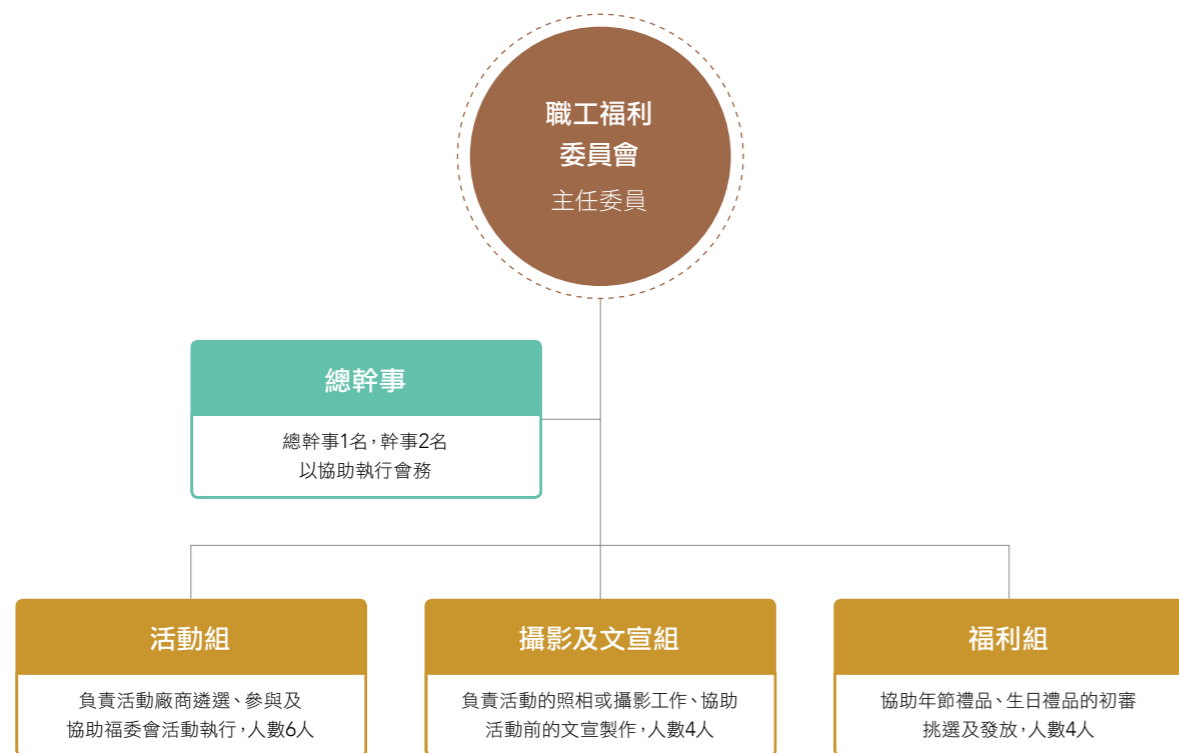 職工福利
委員會
主任委員
總幹事
總幹事1名，幹事2名
以協助執行會務
活動組
負責活動廠商遴選、參與及
協助福委會活動執行，人數6人
攝影及文宣組
負責活動的照相或攝影工作、協助
活動前的文宣製作，人數4人
福利組
協助年節禮品、生日禮品的初審
挑選及發放，人數4人